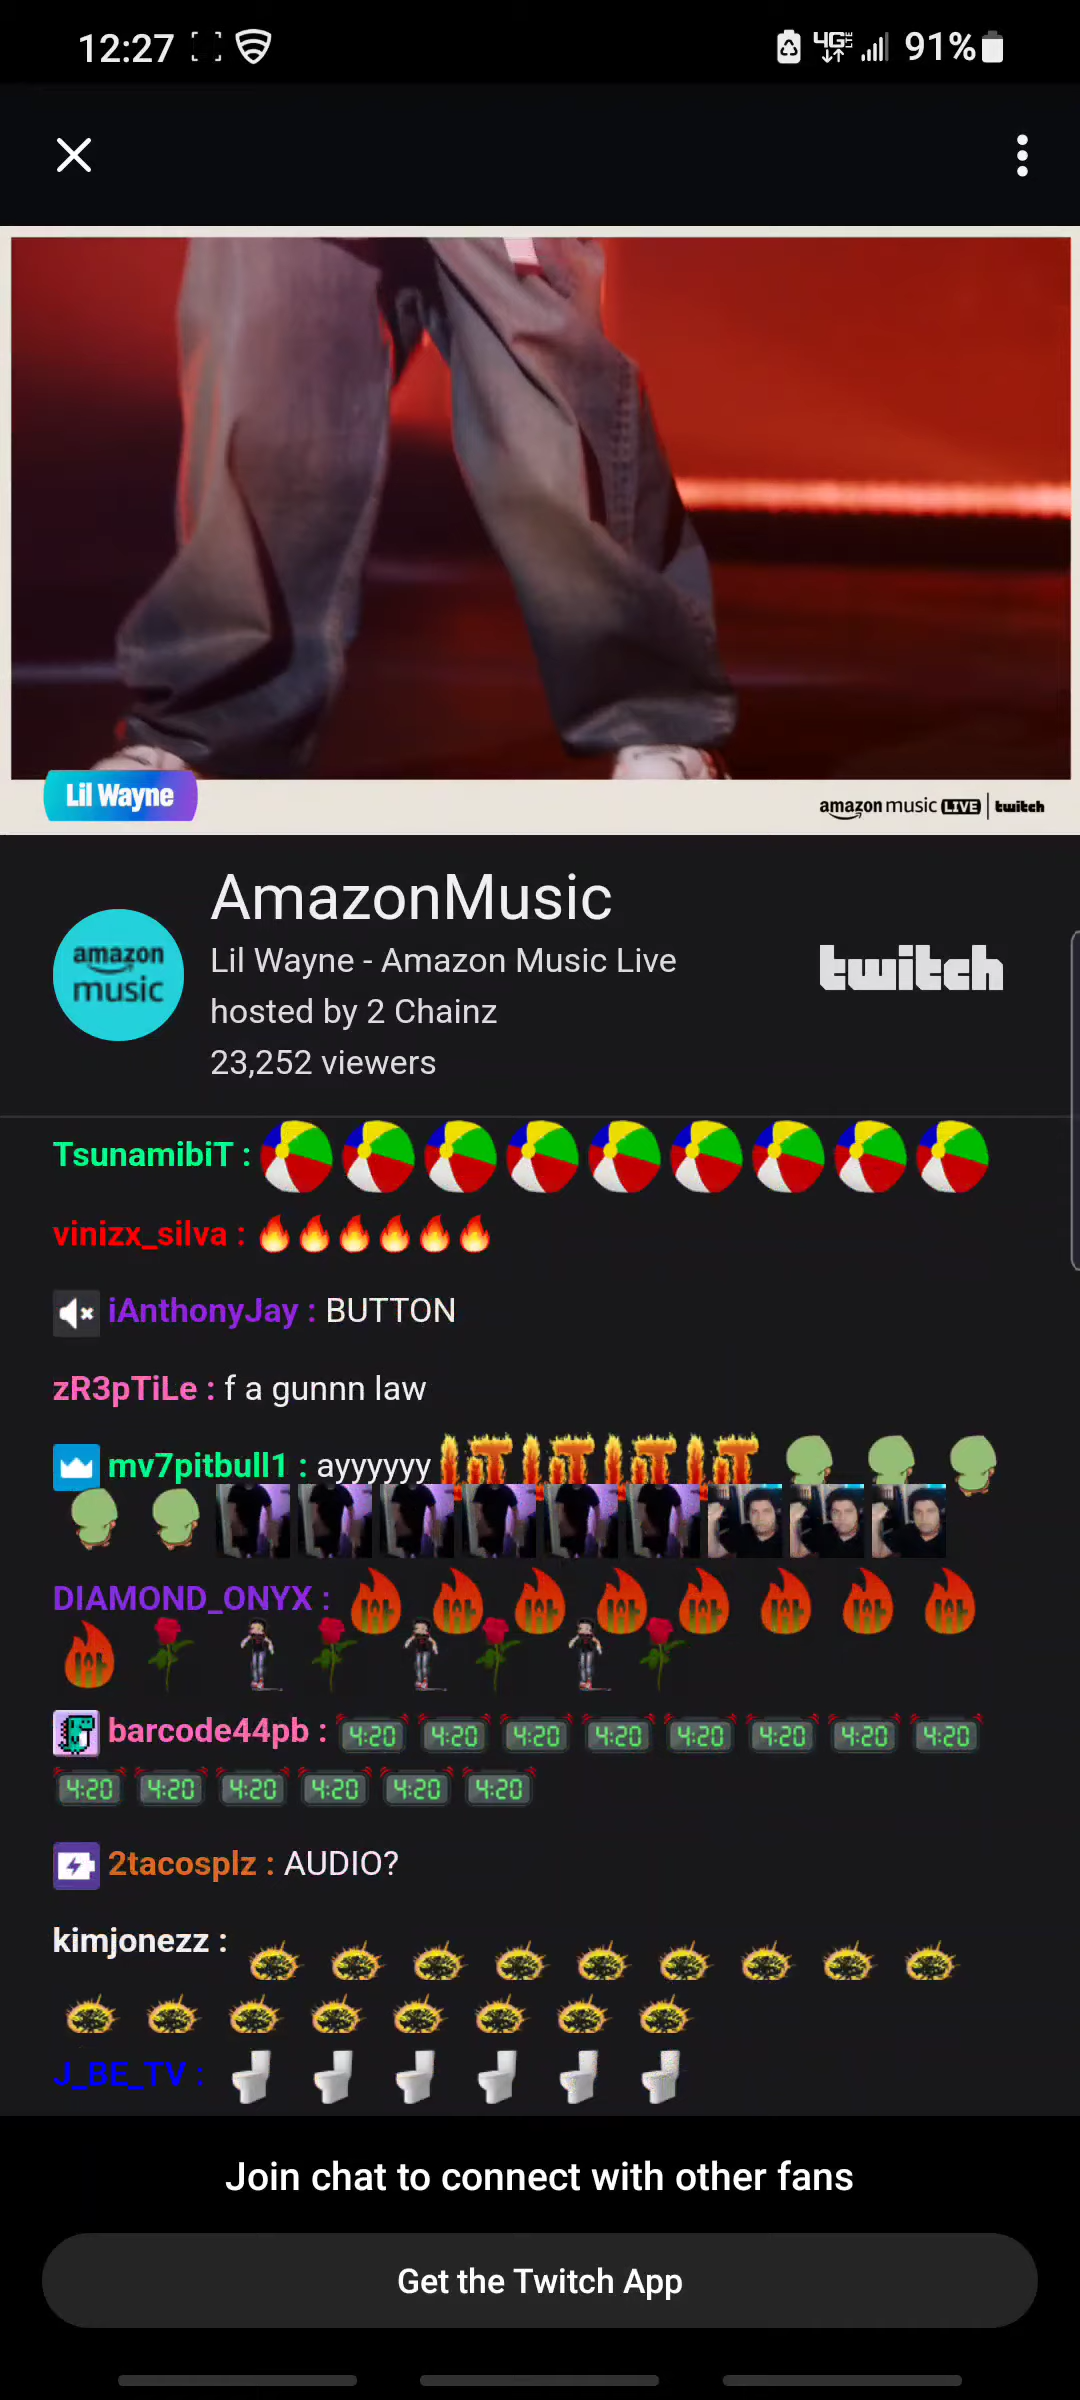 12:27 4G LTE 91%
Lil Wayne
amazon music LIVE | twitch
AmazonMusic
amazon
music
Lil Wayne - Amazon Music Live
hosted by 2 Chainz
23,252 viewers
twitch
TsunamibiT :
vinizx_silva :
iAnthonyJay : BUTTON
zR3pTiLe : f a gunnn law
mv7pitbull1 : ayyyyyy
DIAMOND_ONYX :
barcode44pb : 4:20 4:20 4:20 4:20 4:20 4:20 4:20 4:20
4:20 4:20 4:20 4:20 4:20 4:20
2tacosplz : AUDIO?
kimjonezz :
J_BE_TV :
Join chat to connect with other fans
Get the Twitch App